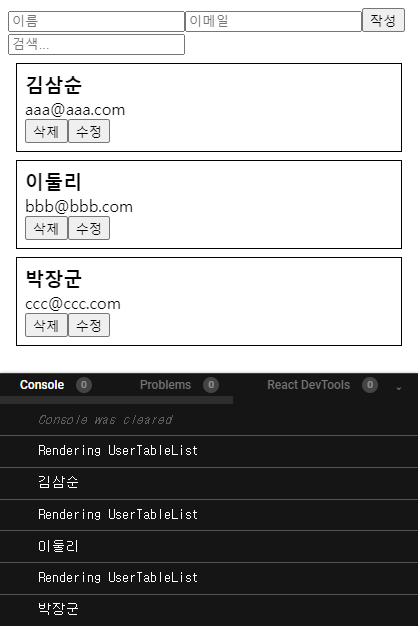 이름 이메일 작성
검색...
김삼순
aaa@aaa.com
삭제 수정
이둘리
bbb@bbb.com
삭제 수정
박장군
ccc@ccc.com
삭제 수정
Console 0 Problems 0 React DevTools 0
Console was cleared
Rendering UserTableList
김삼순
Rendering UserTableList
이둘리
Rendering UserTableList
박장군